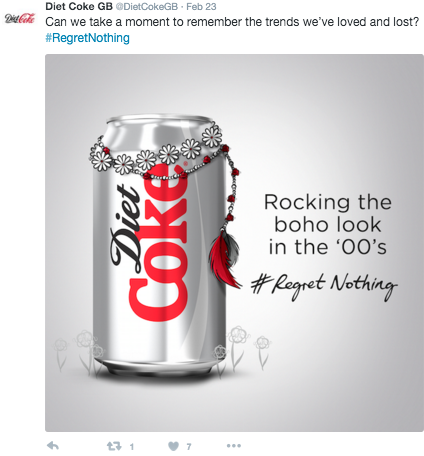 Diet Coke GB @DietCokeGB · Feb 23
Diet Coke
Can we take a moment to remember the trends we've loved and lost?
#RegretNothing
Diet
Coke
Rocking the
boho look
in the '00's
#Regret Nothing
1
7